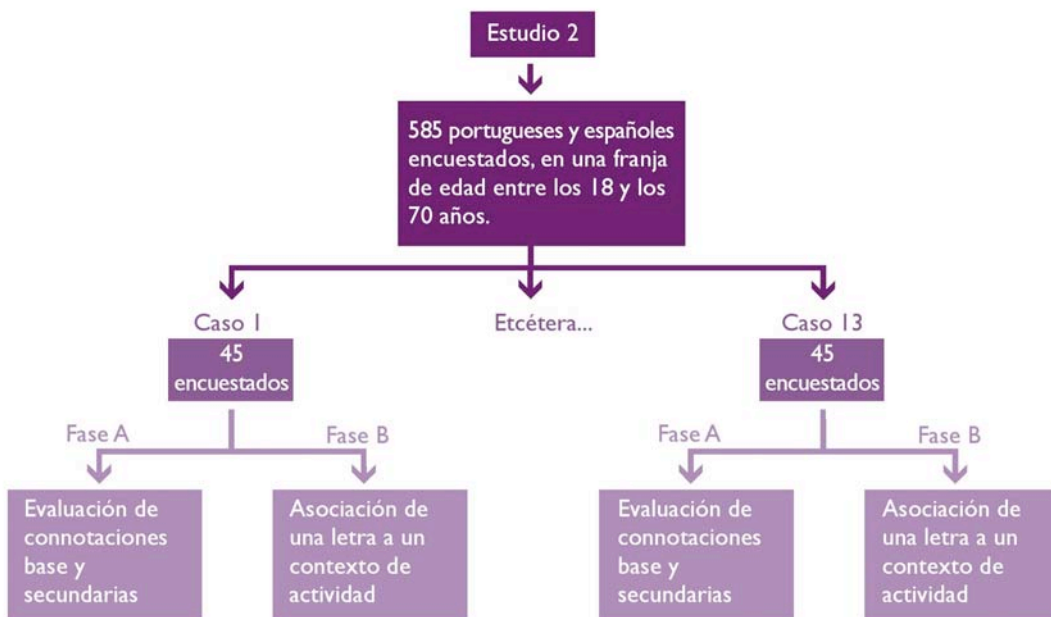 Estudio 2
585 portugueses y españoles
encuestados, en una franja
de edad entre los 18 y los
70 años.
Caso 1
45
encuestados
Etcétera...
Caso 13
45
encuestados
Fase A
Fase B
Evaluación de
connotaciones
base y
secundarias
Asociación de
una letra a un
contexto de
actividad
Fase A
Fase B
Evaluación de
connotaciones
base y
secundarias
Asociación de
una letra a un
contexto de
actividad